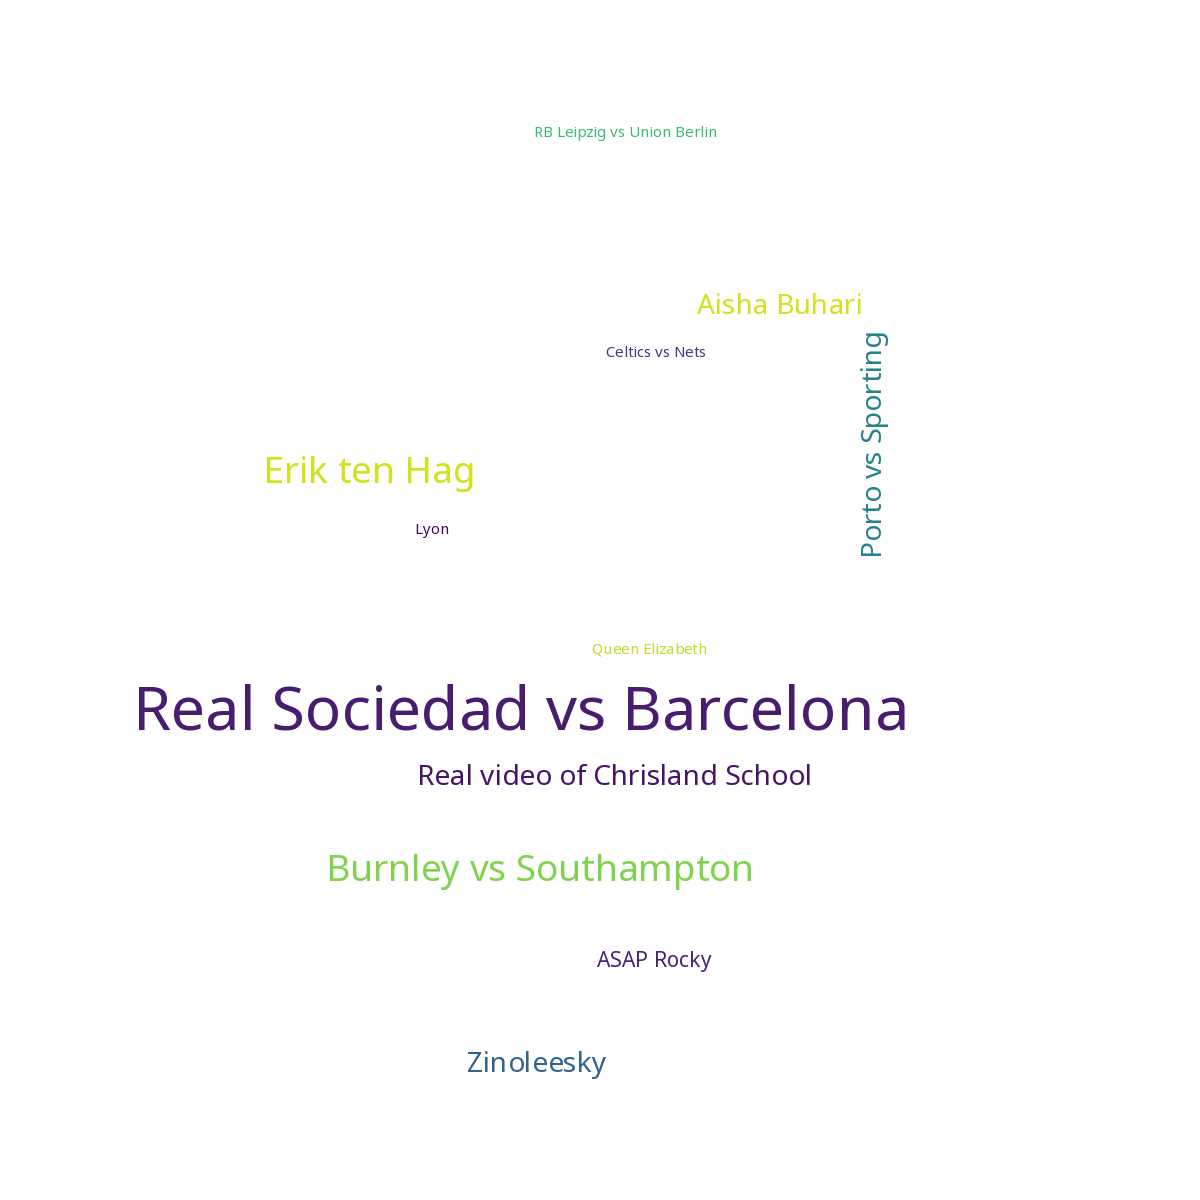 RB Leipzig vs Union Berlin
Aisha Buhari
Celtics vs Nets
Porto vs Sporting
Erik ten Hag
Lyon
Queen Elizabeth
Real Sociedad vs Barcelona
Real video of Chrisland School
Burnley vs Southampton
ASAP Rocky
Zinoleesky